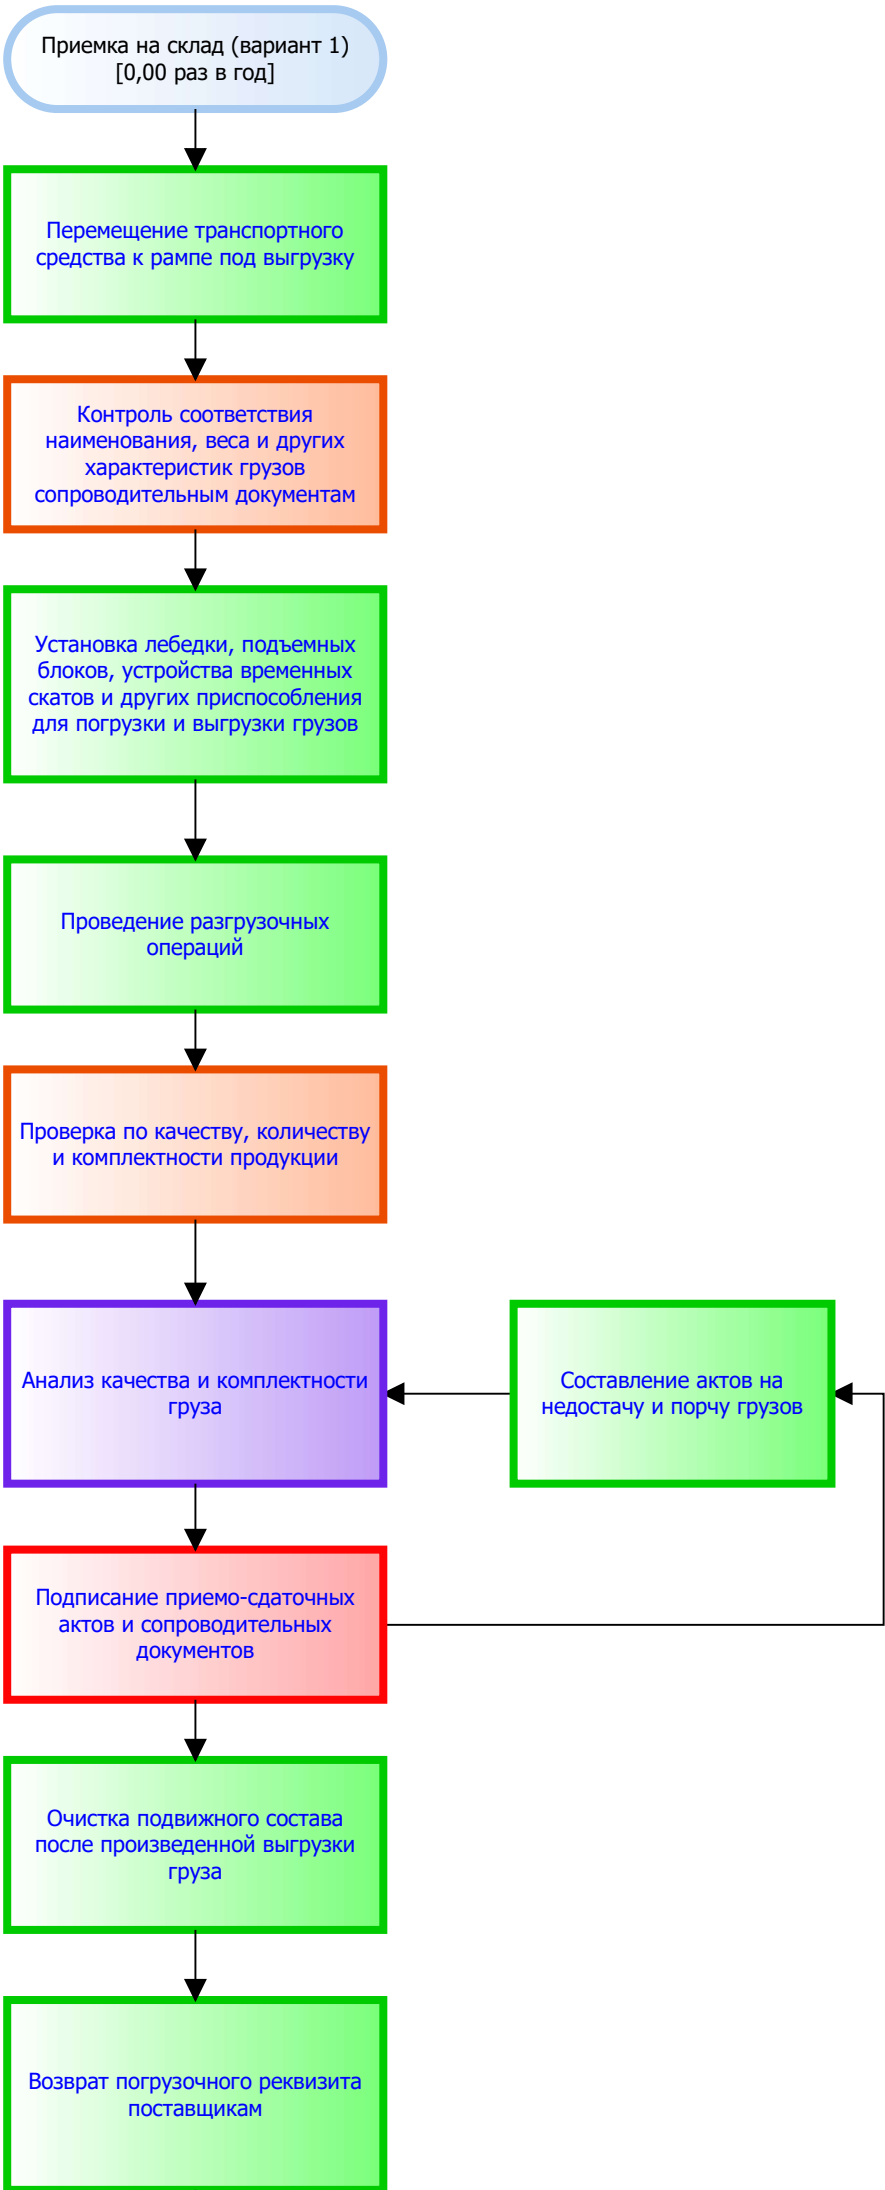 Приемка на склад (вариант 1)
[0,00 раз в год]
Перемещение транспортного
средства к рампе под выгрузку
Контроль соответствия
наименования, веса и других
характеристик грузов
сопроводительным документам
Установка лебедки, подъемных
блоков, устройства временных
скатов и других приспособления
для погрузки и выгрузки грузов
Проведение разгрузочных
операций
Проверка по качеству, количеству
и комплектности продукции
Анализ качества и комплектности
груза
Составление актов на
недостачу и порчу грузов
Подписание приемо-сдаточных
актов и сопроводительных
документов
Очистка подвижного состава
после произведенной выгрузки
груза
Возврат погрузочного реквизита
поставщикам